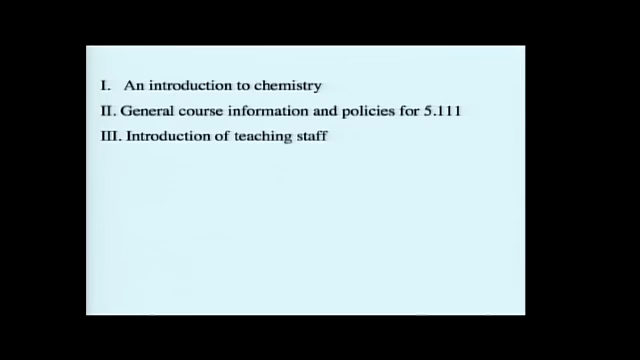 I. An introduction to chemistry
II. General course information and policies for 5.111
III. Introduction of teaching staff